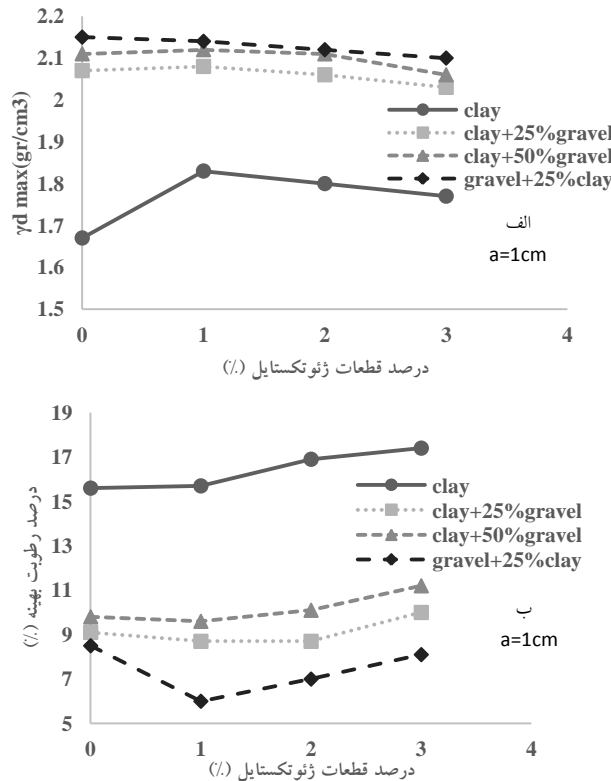 2.2
2.1
2
1.9
1.8
1.7
1.6
1.5
γd max(gr/cm3)
clay
clay+25%gravel
clay+50%gravel
gravel+25%clay
الف
a=1cm
0 1 2 3 4
درصد قطعات ژئوتکستایل (٪)
19
17
15
13
11
9
7
5
درصد رطوبت بهینه (٪)
clay
clay+25%gravel
clay+50%gravel
gravel+25%clay
ب
a=1cm
0 1 2 3 4
درصد قطعات ژئوتکستایل (٪)